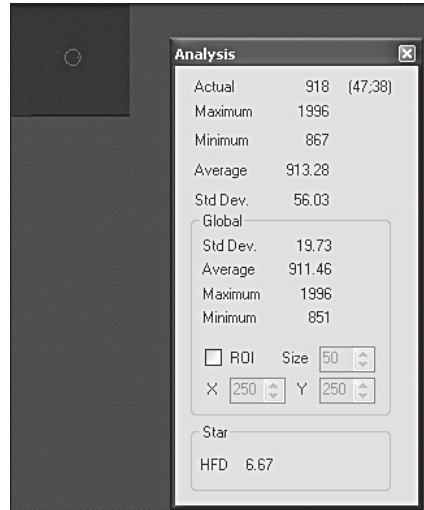 Analysis
Actual 918 (47;38)
Maximum 1996
Minimum 867
Average 913.28
Std Dev. 56.03
Global
Std Dev. 19.73
Average 911.46
Maximum 1996
Minimum 851
ROI Size 50
X 250 Y 250
Star
HFD 6.67